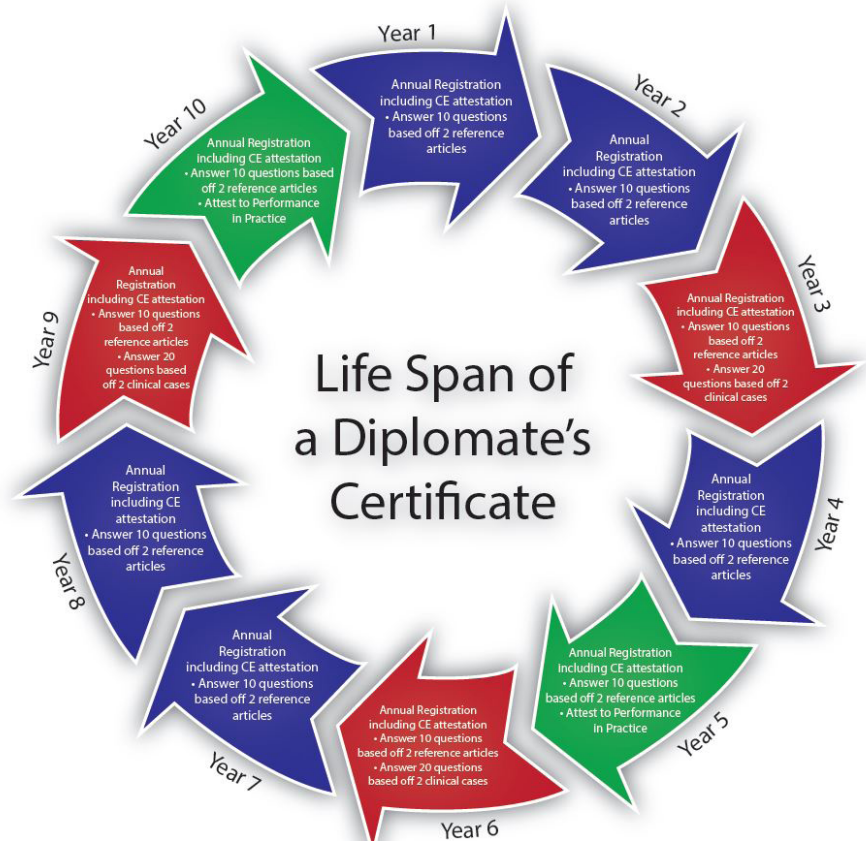 Year 1
Annual Registration
including CE attestation
• Answer 10 questions
based off 2 reference
articles
Year 2
Annual
Registration
including CE attestation
• Answer 10 questions
based off 2 reference
articles
Year 3
Annual Registration
including CE attestation
• Answer 10 questions
based off 2
reference articles
• Answer 20
questions based off 2
clinical cases
Year 4
Annual
Registration
including CE
attestation
• Answer 10 questions
based off 2 reference
articles
Year 5
Annual Registration
including CE attestation
• Answer 10 questions
based off 2 reference articles
• Attest to Performance
in Practice
Year 6
Annual Registration
including CE attestation
• Answer 10 questions
based off 2 reference articles
• Answer 20 questions
based off 2 clinical cases
Year 7
Annual
Registration
including CE attestation
• Answer 10 questions
based off 2 reference
articles
Year 8
Annual
Registration
including CE
attestation
• Answer 10 questions
based off 2 reference
articles
Year 9
Annual
Registration
including CE attestation
• Answer 10 questions
based off 2
reference articles
• Answer 20
questions based
off 2 clinical cases
Year 10
Annual Registration
including CE attestation
• Answer 10 questions based
off 2 reference articles
• Attest to Performance
in Practice
Life Span of
a Diplomate's
Certificate